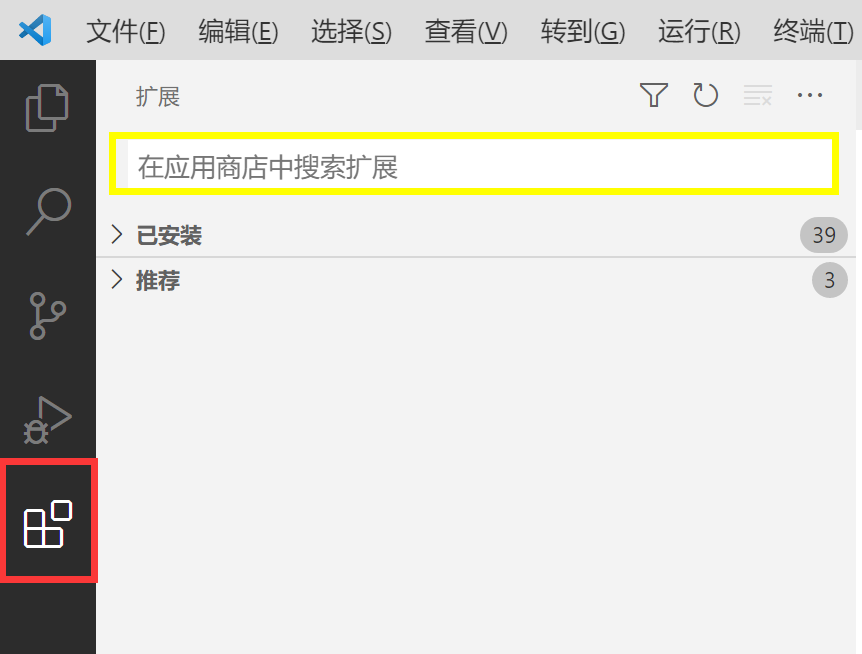 文件(F) 编辑(E) 选择(S) 查看(V) 转到(G) 运行(R) 终端(T)
扩展
在应用商店中搜索扩展
已安装 39
推荐 3